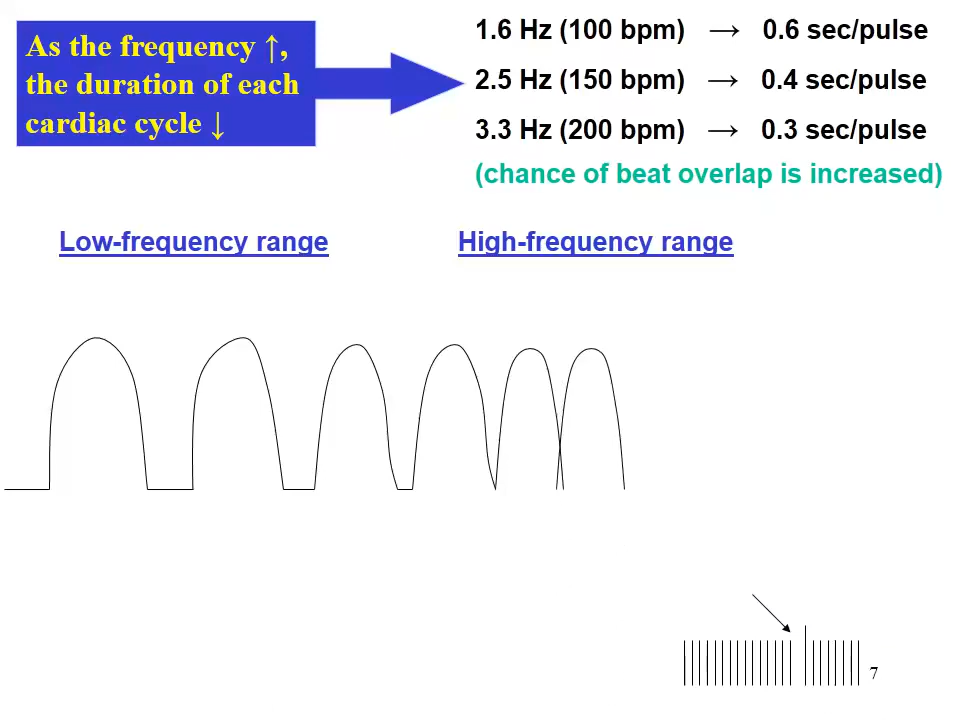 As the frequency ↑,
the duration of each
cardiac cycle ↓
1.6 Hz (100 bpm) → 0.6 sec/pulse
2.5 Hz (150 bpm) → 0.4 sec/pulse
3.3 Hz (200 bpm) → 0.3 sec/pulse
(chance of beat overlap is increased)
Low-frequency range
High-frequency range
7